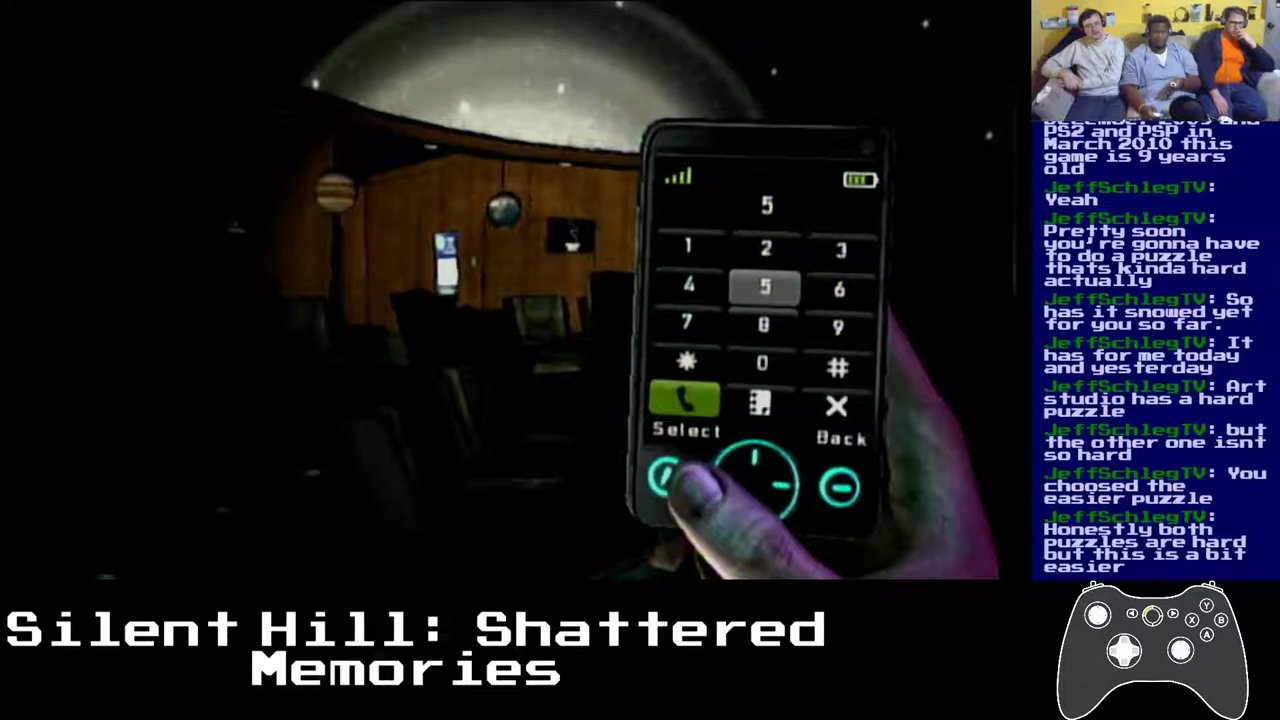 5
1 2 3
4 5 6
7 8 9
* 0 #
Select Back
December 2009 and
PS2 and PSP in
March 2010 this
game is 9 years
old
JeffSchlegTV:
Yeah
JeffSchlegTV:
Pretty soon
you're gonna have
to do a puzzle
thats kinda hard
actually
JeffSchlegTV: So
has it snowed yet
for you so far.
JeffSchlegTV: It
has for me today
and yesterday
JeffSchlegTV: Art
studio has a hard
puzzle
JeffSchlegTV: but
the other one isnt
so hard
JeffSchlegTV: You
choosed the
easier puzzle
JeffSchlegTV:
Honestly both
puzzles are hard
but this is a bit
easier
Y
X B
A
Silent Hill: Shattered
Memories